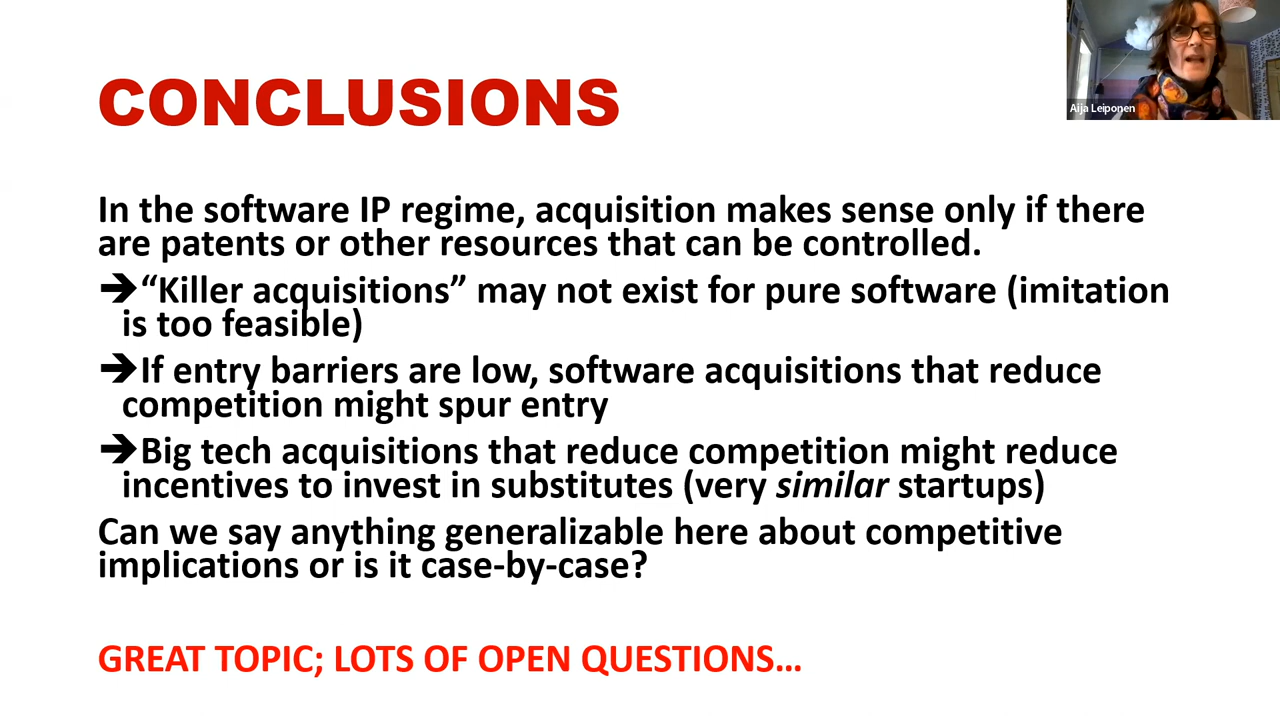 Aija Leiponen
CONCLUSIONS
In the software IP regime, acquisition makes sense only if there
are patents or other resources that can be controlled.
➔“Killer acquisitions” may not exist for pure software (imitation
is too feasible)
➔If entry barriers are low, software acquisitions that reduce
competition might spur entry
➔Big tech acquisitions that reduce competition might reduce
incentives to invest in substitutes (very similar startups)
Can we say anything generalizable here about competitive
implications or is it case-by-case?
GREAT TOPIC; LOTS OF OPEN QUESTIONS…